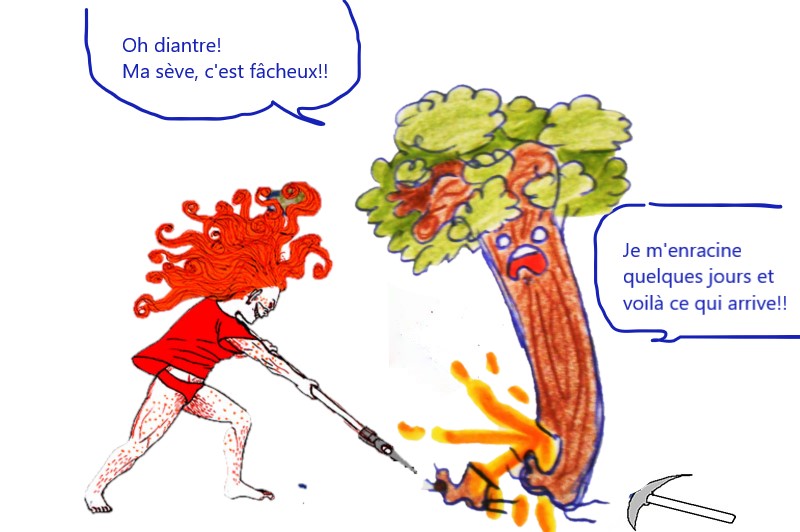 Oh diantre!
Ma sève, c'est fâcheux!!
Je m'enracine
quelques jours et
voilà ce qui arrive!!